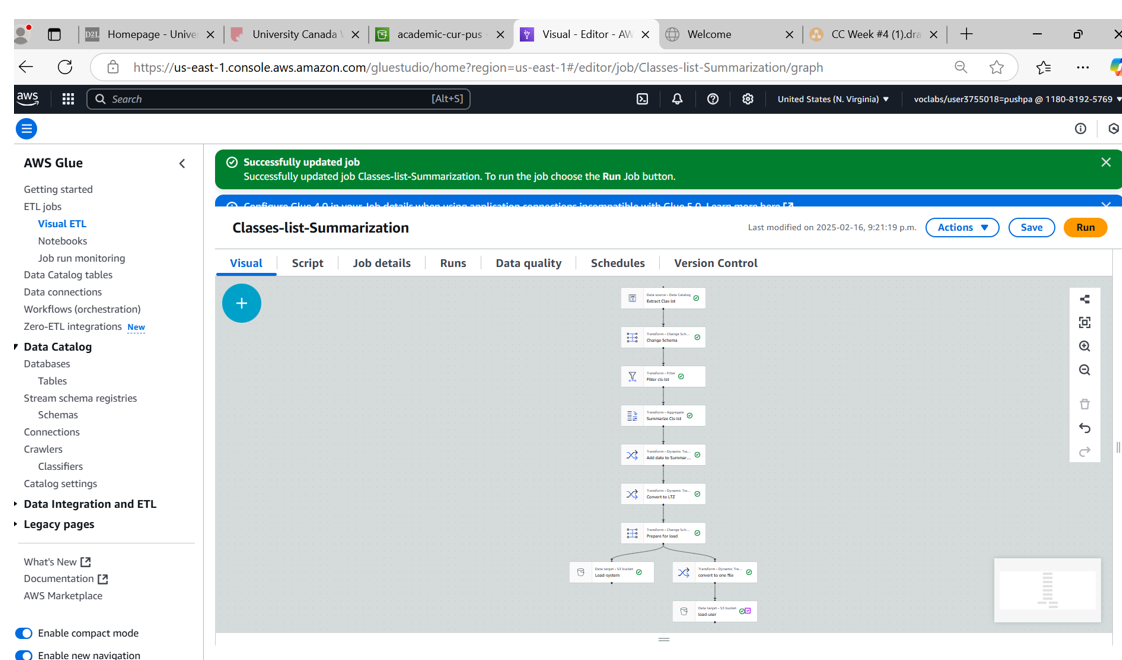 D2L Homepage - Unive
University Canada
academic-cur-pus
Visual - Editor - AW
Welcome
CC Week #4 (1).dra
https://us-east-1.console.aws.amazon.com/gluestudio/home?region=us-east-1#/editor/job/Classes-list-Summarization/graph
aws
Search
[Alt+S]
United States (N. Virginia)
voclabs/user3755018=pushpa @ 1180-8192-5769
AWS Glue
Getting started
ETL jobs
Visual ETL
Notebooks
Job run monitoring
Data Catalog tables
Data connections
Workflows (orchestration)
Zero-ETL integrations New
Data Catalog
Databases
Tables
Stream schema registries
Schemas
Connections
Crawlers
Classifiers
Catalog settings
Data Integration and ETL
Legacy pages
What's New
Documentation
AWS Marketplace
Enable compact mode
Enable new navigation
Successfully updated job
Successfully updated job Classes-list-Summarization. To run the job choose the Run Job button.
Configure Glue 4.0 in your Job details when using application connections incompatible with Glue 5.0. Learn more here
Classes-list-Summarization
Last modified on 2025-02-16, 9:21:19 p.m.
Actions
Save
Run
Visual
Script
Job details
Runs
Data quality
Schedules
Version Control
Data source - Data Catalog
Extract Clas list
Transform - Change Sch...
Change Schema
Transform - Filter
Filter cls list
Transform - Aggregate
Summarise Cls list
Transform - Dynamic Tra...
Add date to Summar...
Transform - Dynamic Tra...
Convert to LTZ
Transform - Change Sch...
Prepare for load
Data target - S3 bucket
Load-system
Transform - Dynamic Tra...
convert to one file
Data target - S3 bucket
load-user